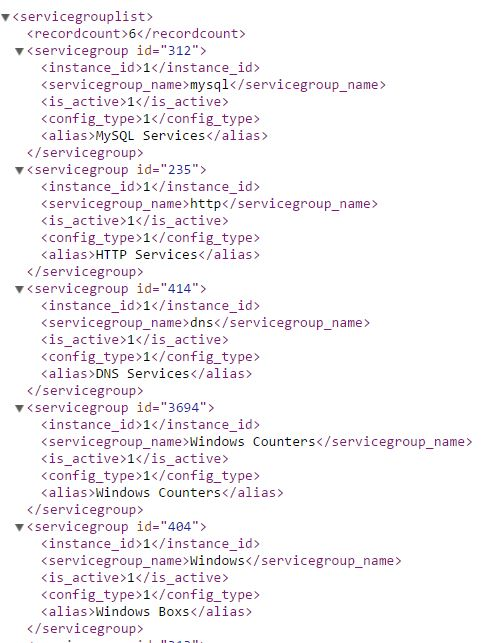 <servicegrouplist>
<recordcount>6</recordcount>
<servicegroup id="312">
<instance_id>1</instance_id>
<servicegroup_name>mysql</servicegroup_name>
<is_active>1</is_active>
<config_type>1</config_type>
<alias>MySQL Services</alias>
</servicegroup>
<servicegroup id="235">
<instance_id>1</instance_id>
<servicegroup_name>http</servicegroup_name>
<is_active>1</is_active>
<config_type>1</config_type>
<alias>HTTP Services</alias>
</servicegroup>
<servicegroup id="414">
<instance_id>1</instance_id>
<servicegroup_name>dns</servicegroup_name>
<is_active>1</is_active>
<config_type>1</config_type>
<alias>DNS Services</alias>
</servicegroup>
<servicegroup id="3694">
<instance_id>1</instance_id>
<servicegroup_name>Windows Counters</servicegroup_name>
<is_active>1</is_active>
<config_type>1</config_type>
<alias>Windows Counters</alias>
</servicegroup>
<servicegroup id="404">
<instance_id>1</instance_id>
<servicegroup_name>Windows</servicegroup_name>
<is_active>1</is_active>
<config_type>1</config_type>
<alias>Windows Boxs</alias>
</servicegroup>